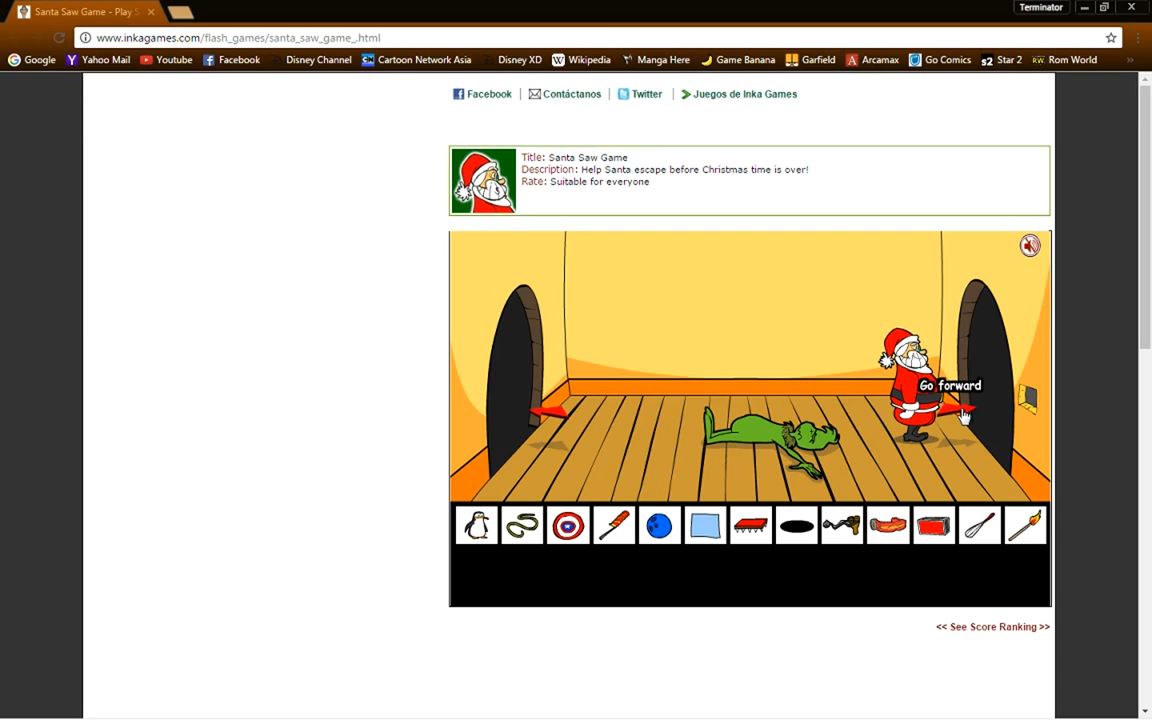 Santa Saw Game - Play S
Terminator
www.inkagames.com/flash_games/santa_saw_game_.html
Google Yahoo Mail Youtube Facebook Disney Channel Cartoon Network Asia Disney XD Wikipedia Manga Here Game Banana Garfield Arcamax Go Comics s2 Star 2 RW. Rom World »
Facebook | Contáctanos | Twitter | Juegos de Inka Games
Title: Santa Saw Game
Description: Help Santa escape before Christmas time is over!
Rate: Suitable for everyone
Go forward
<< See Score Ranking >>